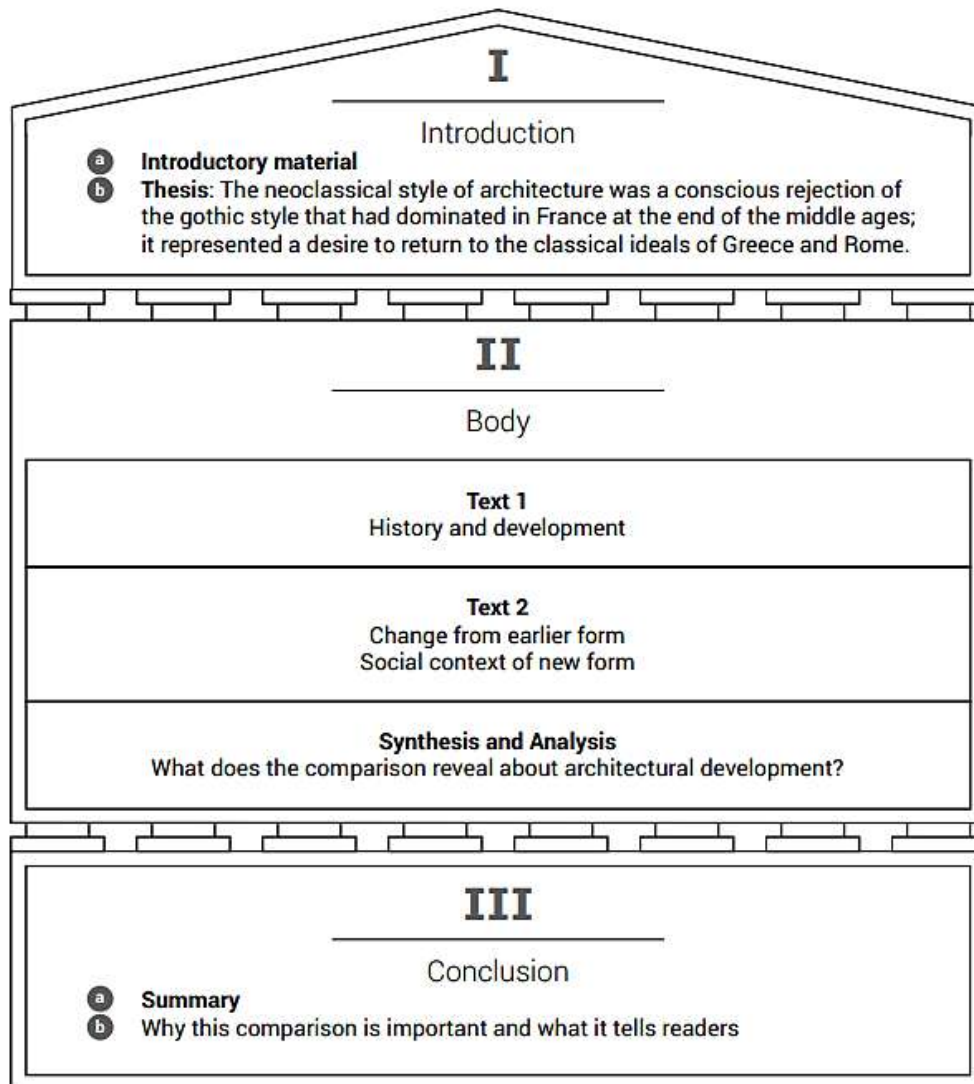 I
Introduction
a Introductory material
b Thesis: The neoclassical style of architecture was a conscious rejection of
the gothic style that had dominated in France at the end of the middle ages;
it represented a desire to return to the classical ideals of Greece and Rome.
II
Body
Text 1
History and development
Text 2
Change from earlier form
Social context of new form
Synthesis and Analysis
What does the comparison reveal about architectural development?
III
Conclusion
a Summary
b Why this comparison is important and what it tells readers